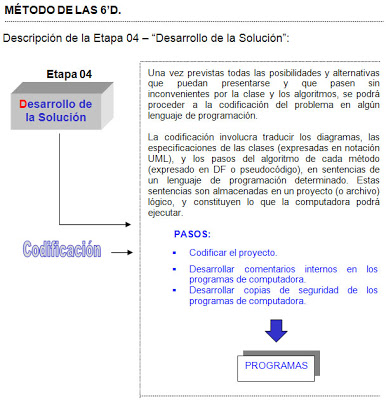 MÉTODO DE LAS 6'D.
Descripción de la Etapa 04 – "Desarrollo de la Solución":
Etapa 04
Desarrollo de
la Solución
Codificación
Una vez previstas todas las posibilidades y alternativas
que puedan presentarse y que pasen sin
inconvenientes por la clase y los algoritmos, se podrá
proceder a la codificación del problema en algún
lenguaje de programación.
La codificación involucra traducir los diagramas, las
especificaciones de las clases (expresadas en notación
UML), y los pasos del algoritmo de cada método
(expresado en DF o pseudocódigo), en sentencias de
un lenguaje de programación determinado. Estas
sentencias son almacenadas en un proyecto (o archivo)
lógico, y constituyen lo que la computadora podrá
ejecutar.
PASOS:
▪ Codificar el proyecto.
▪ Desarrollar comentarios internos en los
programas de computadora.
▪ Desarrollar copias de seguridad de los
programas de computadora.
PROGRAMAS